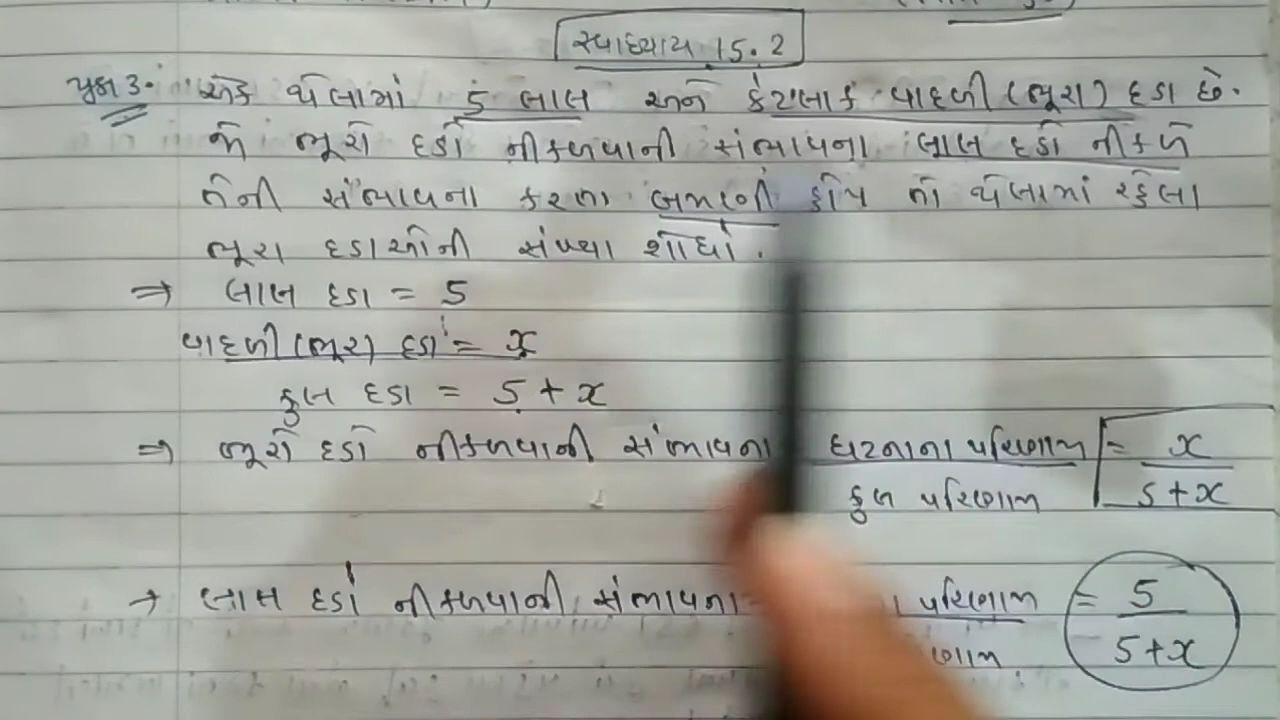 સ્વાધ્યાય 15.2
પ્રશ્ન 3. એક થેલામાં 5 લાલ અને કેટલાક વાદળી (ભૂરા) દડા છે.
જો ભૂરો દડો નીકળવાની સંભાવના લાલ દડો નીકળે
તેની સંભાવના કરતા બમણી હોય તો થેલામાં રહેલા
ભૂરા દડાઓની સંખ્યા શોધો.
⇒ લાલ દડા = 5
વાદળી (ભૂરા) દડા = x
કુલ દડા = 5 + x
⇒ ભૂરો દડો નીકળવાની સંભાવના ઘટનાના પરિણામ = x
કુલ પરિણામ 5 + x
→ લાલ દડો નીકળવાની સંભાવના = પરિણામ = 5
5 + x